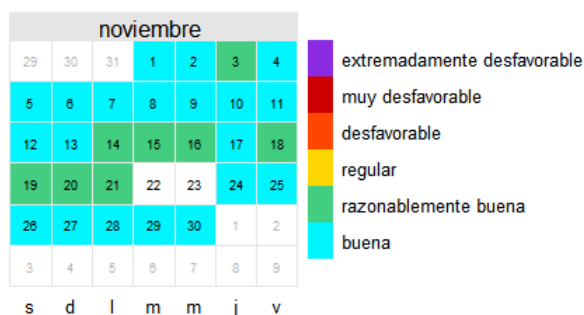 noviembre
29 30 31 1 2 3 4
5 6 7 8 9 10 11
12 13 14 15 16 17 18
19 20 21 22 23 24 25
26 27 28 29 30 1 2
3 4 5 6 7 8 9
s d l m m j v
extremadamente desfavorable
muy desfavorable
desfavorable
regular
razonablemente buena
buena